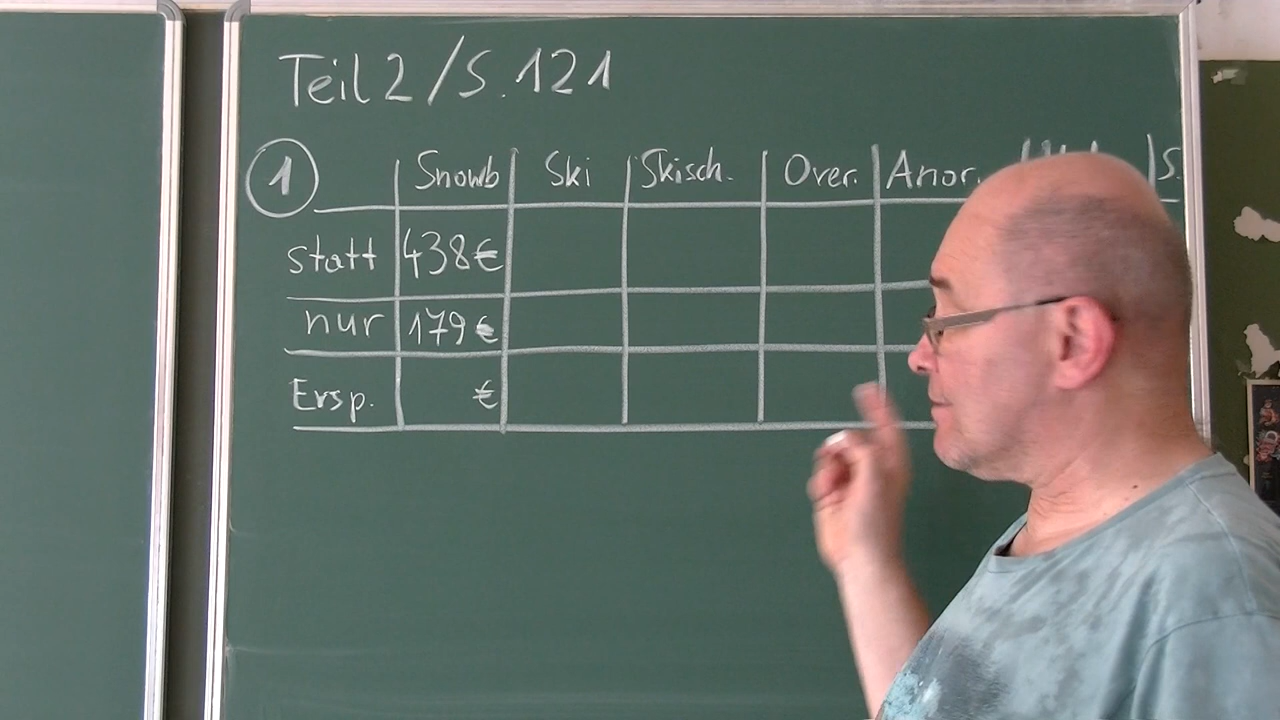 Teil 2 / S. 121
1 Snowb Ski Skisch. Over. Anor. S.
statt 438€
nur 179€
Ersp. €